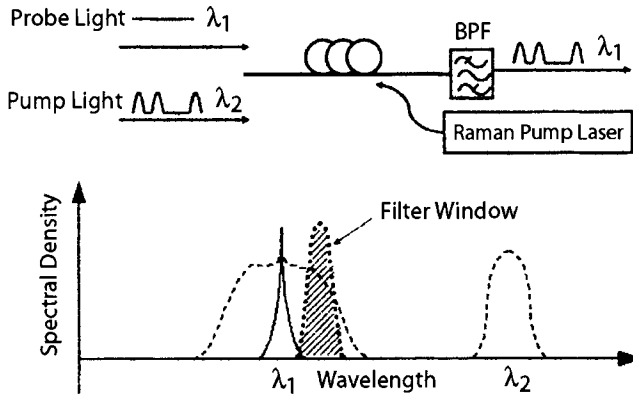 Probe Light λ1
BPF
λ1
Pump Light λ2
Raman Pump Laser
Filter Window
Spectral Density
λ1 Wavelength λ2